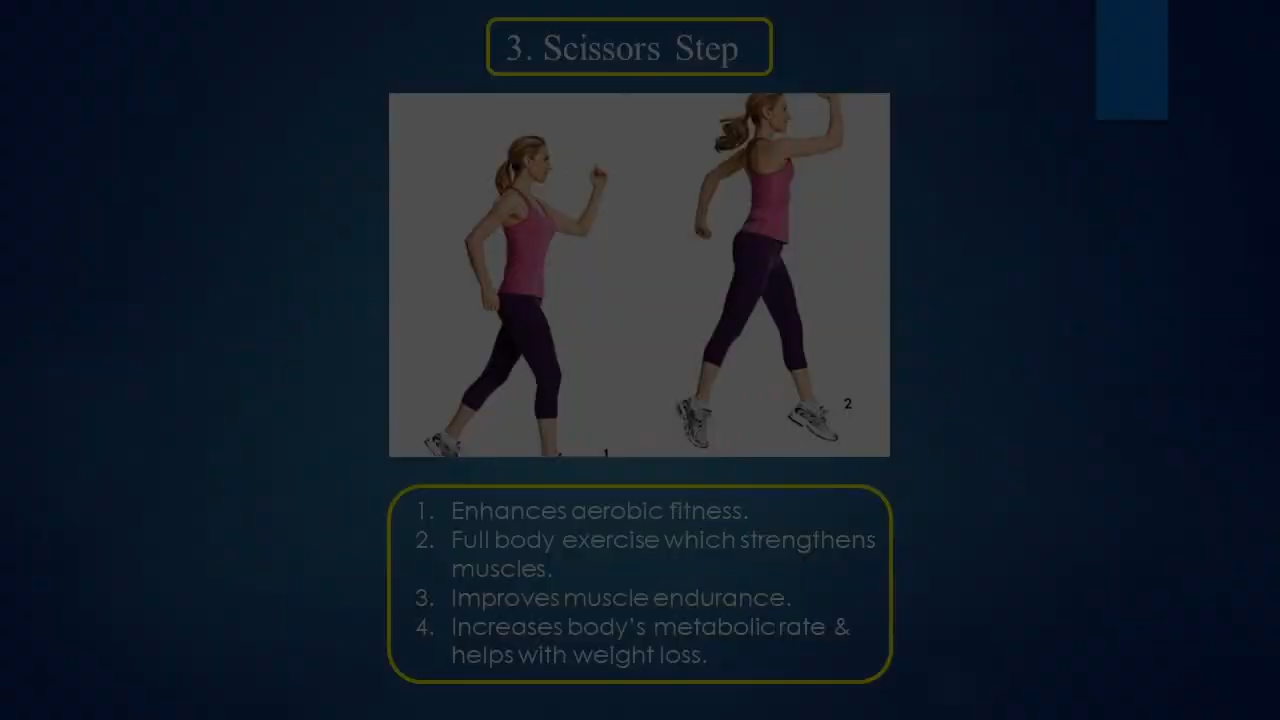 3. Scissors Step
2
1
1. Enhances aerobic fitness.
2. Full body exercise which strengthens
muscles.
3. Improves muscle endurance.
4. Increases body's metabolic rate &
helps with weight loss.